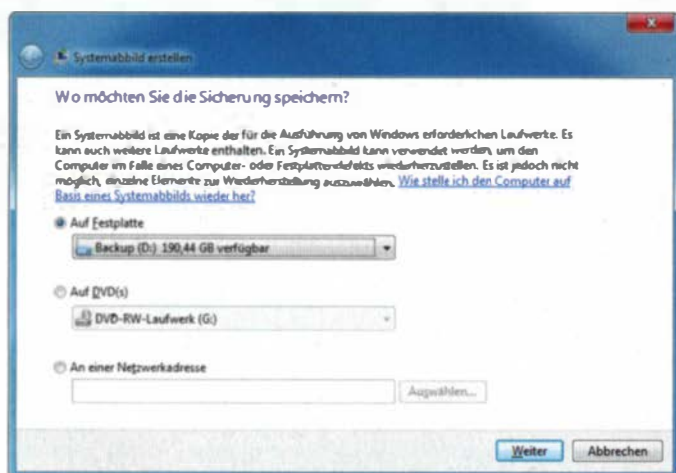 Systemabbild erstellen
Wo möchten Sie die Sicherung speichern?
Ein Systemabbild ist eine Kopie der für die Ausführung von Windows erforderlichen Laufwerke. Es
kann auch weitere Laufwerke enthalten. Ein Systemabbild kann verwendet werden, um den
Computer im Falle eines Computer- oder Festplattendefekts wiederherzustellen. Es ist jedoch nicht
möglich, einzelne Elemente zur Wiederherstellung auszuwählen. Wie stelle ich den Computer auf
Basis eines Systemabbilds wieder her?
Auf Festplatte
Backup (D:) 190,44 GB verfügbar
Auf DVD(s)
DVD-RW-Laufwerk (G:)
An einer Netzwerkadresse
Auswählen...
Weiter Abbrechen